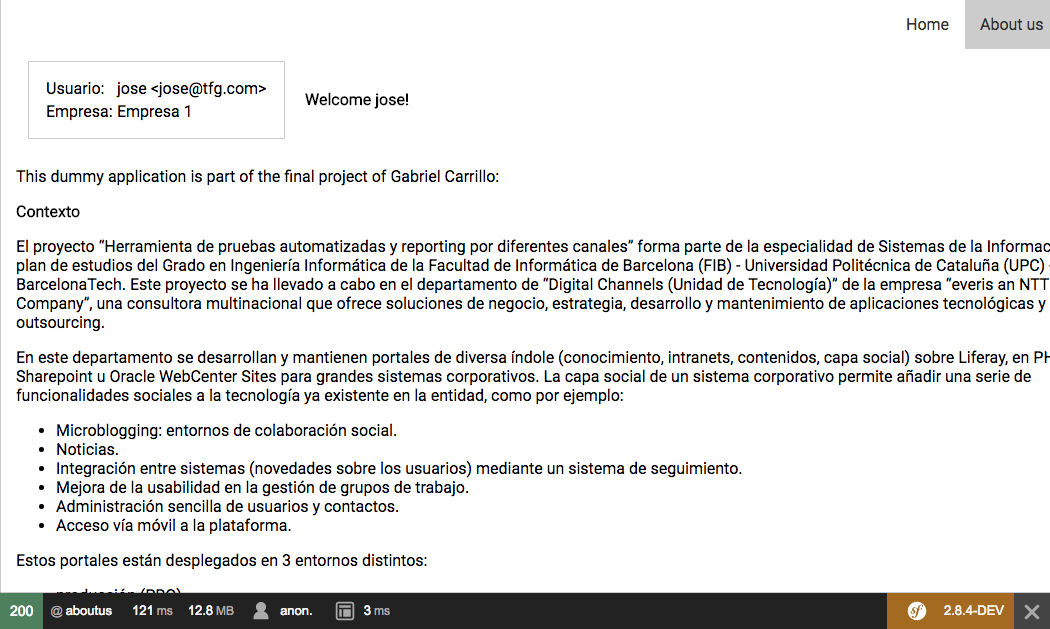 Home About us
Usuario: jose <jose@tfg.com>
Empresa: Empresa 1
Welcome jose!
This dummy application is part of the final project of Gabriel Carrillo:
Contexto
El proyecto “Herramienta de pruebas automatizadas y reporting por diferentes canales” forma parte de la especialidad de Sistemas de la Informac
plan de estudios del Grado en Ingeniería Informática de la Facultad de Informática de Barcelona (FIB) - Universidad Politécnica de Cataluña (UPC) -
BarcelonaTech. Este proyecto se ha llevado a cabo en el departamento de “Digital Channels (Unidad de Tecnología)” de la empresa “everis an NTT
Company”, una consultora multinacional que ofrece soluciones de negocio, estrategia, desarrollo y mantenimiento de aplicaciones tecnológicas y
outsourcing.
En este departamento se desarrollan y mantienen portales de diversa índole (conocimiento, intranets, contenidos, capa social) sobre Liferay, en PH
Sharepoint u Oracle WebCenter Sites para grandes sistemas corporativos. La capa social de un sistema corporativo permite añadir una serie de
funcionalidades sociales a la tecnología ya existente en la entidad, como por ejemplo:
• Microblogging: entornos de colaboración social.
• Noticias.
• Integración entre sistemas (novedades sobre los usuarios) mediante un sistema de seguimiento.
• Mejora de la usabilidad en la gestión de grupos de trabajo.
• Administración sencilla de usuarios y contactos.
• Acceso vía móvil a la plataforma.
Estos portales están desplegados en 3 entornos distintos:
producción (PRO)
200 @ aboutus 121 ms 12.8 MB anon. 3 ms sf 2.8.4-DEV